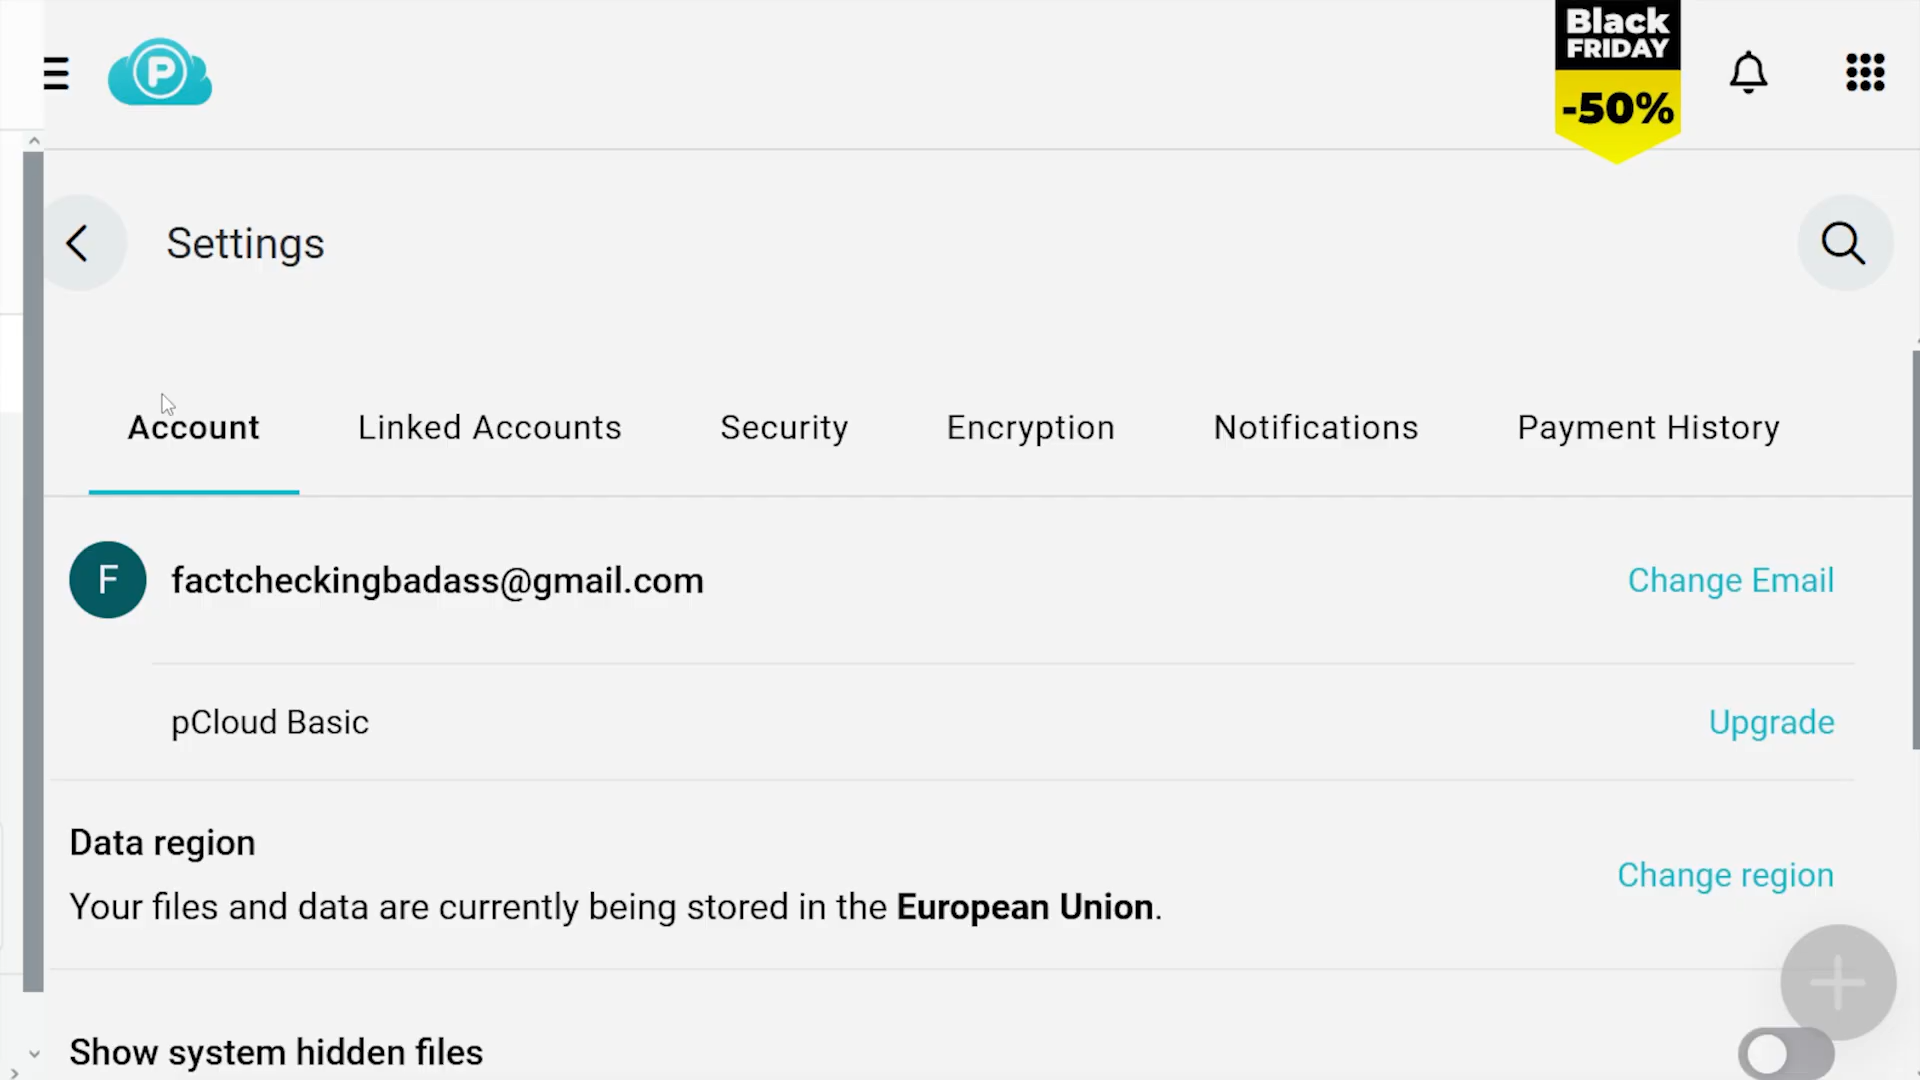 P
Black
FRIDAY
-50%
Settings
Account
Linked Accounts
Security
Encryption
Notifications
Payment History
F
factcheckingbadass@gmail.com
Change Email
pCloud Basic
Upgrade
Data region
Change region
Your files and data are currently being stored in the European Union.
Show system hidden files